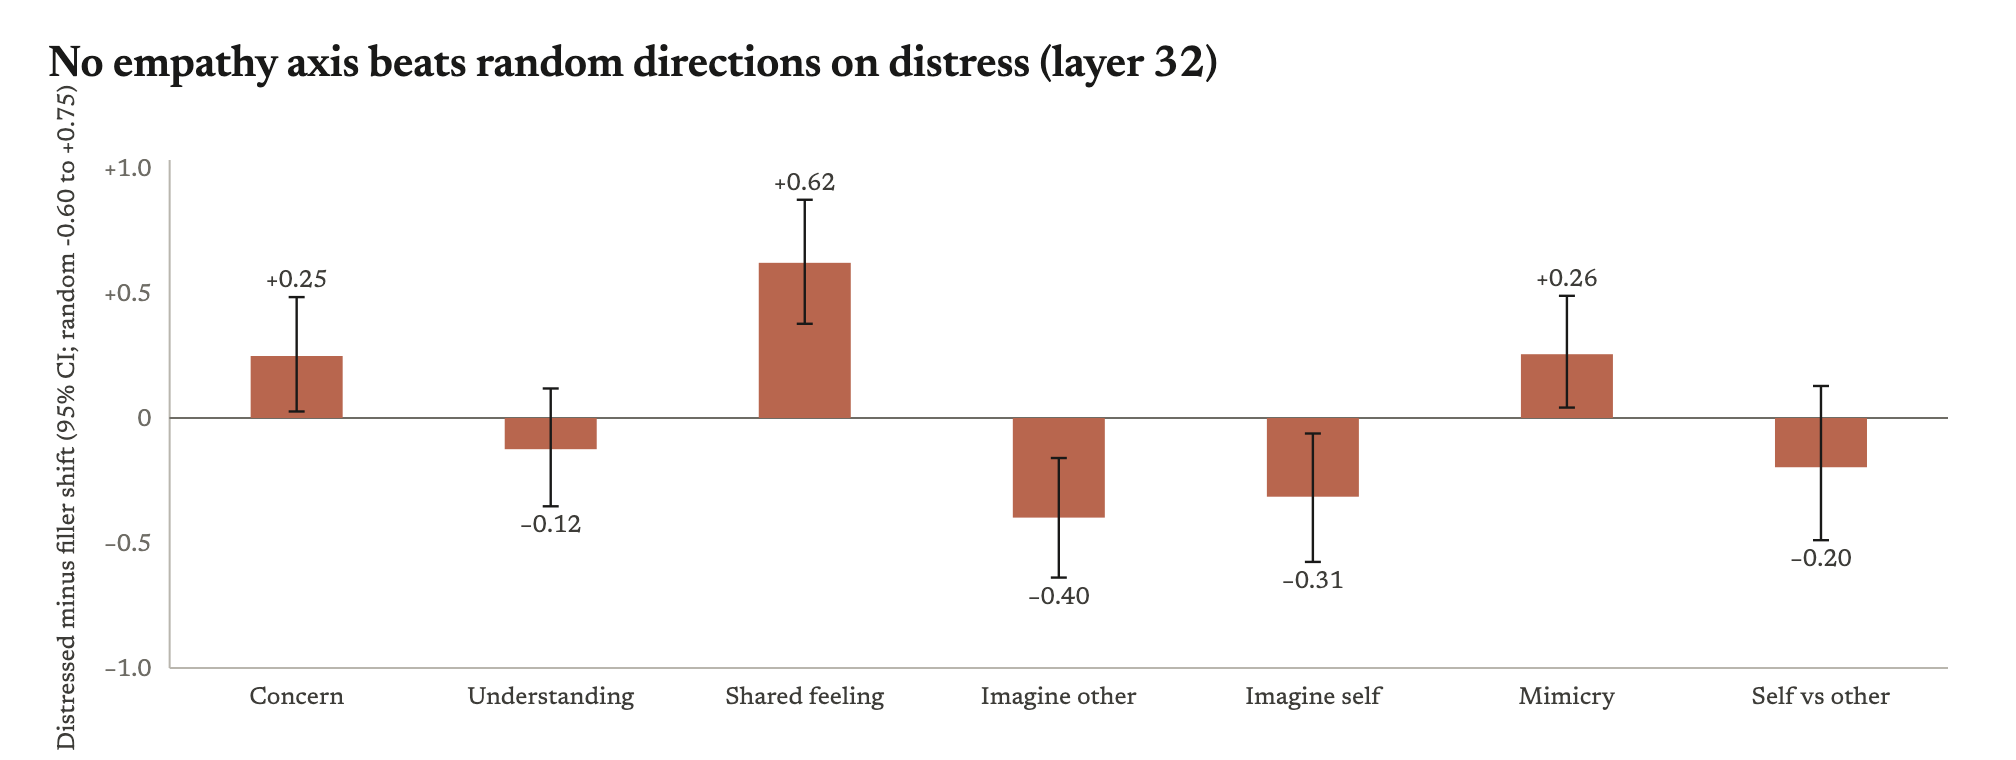 No empathy axis beats random directions on distress (layer 32)
Distressed minus filler shift (95% CI; random -0.60 to +0.75)
+1.0
+0.5
0
–0.5
–1.0
+0.25
–0.12
+0.62
–0.40
–0.31
+0.26
–0.20
Concern
Understanding
Shared feeling
Imagine other
Imagine self
Mimicry
Self vs other